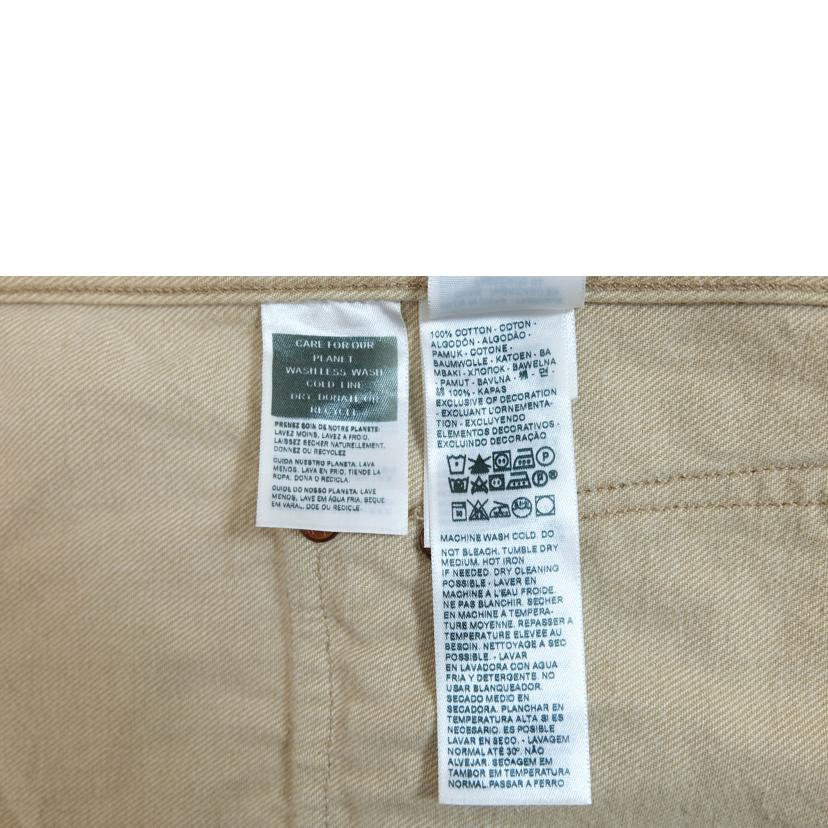 CARE FOR OUR
PLANET
WASH LESS, WASH
COLD, LINE
DRY, DONATE OR
RECYCLE
PRENEZ SOIN DE NOTRE PLANETE:
LAVEZ MOINS, LAVEZ A FROID,
LAISSEZ SECHER NATURELLEMENT,
DONNEZ OU RECYCLEZ
CUIDA NUESTRO PLANETA: LAVA
MENOS, LAVA EN FRIO, TIENDE LA
ROPA, DONA O RECICLA.
CUIDE DO NOSSO PLANETA: LAVE
MENOS, LAVE EM ÁGUA FRIA, SEQUE
EM VARAL, DOE OU RECICLE.
100% COTTON - COTON -
ALGODÓN - ALGODÃO -
PAMUK - COTONE -
BAUMWOLLE - KATOEN - BA
MBAKI - ХЛОПОК - BAWELNA
- PAMUT - BAVLNA - 棉 - 면 -
綿 100% - KAPAS
EXCLUSIVE OF DECORATION
- EXCLUANT L'ORNEMENTA-
TION - EXCLUYENDO
ELEMENTOS DECORATIVOS -
EXCLUINDO DECORAÇÃO
MACHINE WASH COLD. DO
NOT BLEACH. TUMBLE DRY
MEDIUM. HOT IRON
IF NEEDED. DRY CLEANING
POSSIBLE - LAVER EN
MACHINE A L'EAU FROIDE.
NE PAS BLANCHIR. SECHER
EN MACHINE A TEMPERA-
TURE MOYENNE. REPASSER A
TEMPERATURE ELEVEE AU
BESOIN. NETTOYAGE A SEC
POSSIBLE. - LAVAR
EN LAVADORA CON AGUA
FRIA Y DETERGENTE. NO
USAR BLANQUEADOR.
SECADO MEDIO EN
SECADORA. PLANCHAR EN
TEMPERATURA ALTA SI ES
NECESARIO. ES POSIBLE
LAVAR EN SECO. - LAVAGEM
NORMAL ATÉ 30º. NÃO
ALVEJAR. SECAGEM EM
TAMBOR EM TEMPERATURA
NORMAL.PASSAR A FERRO